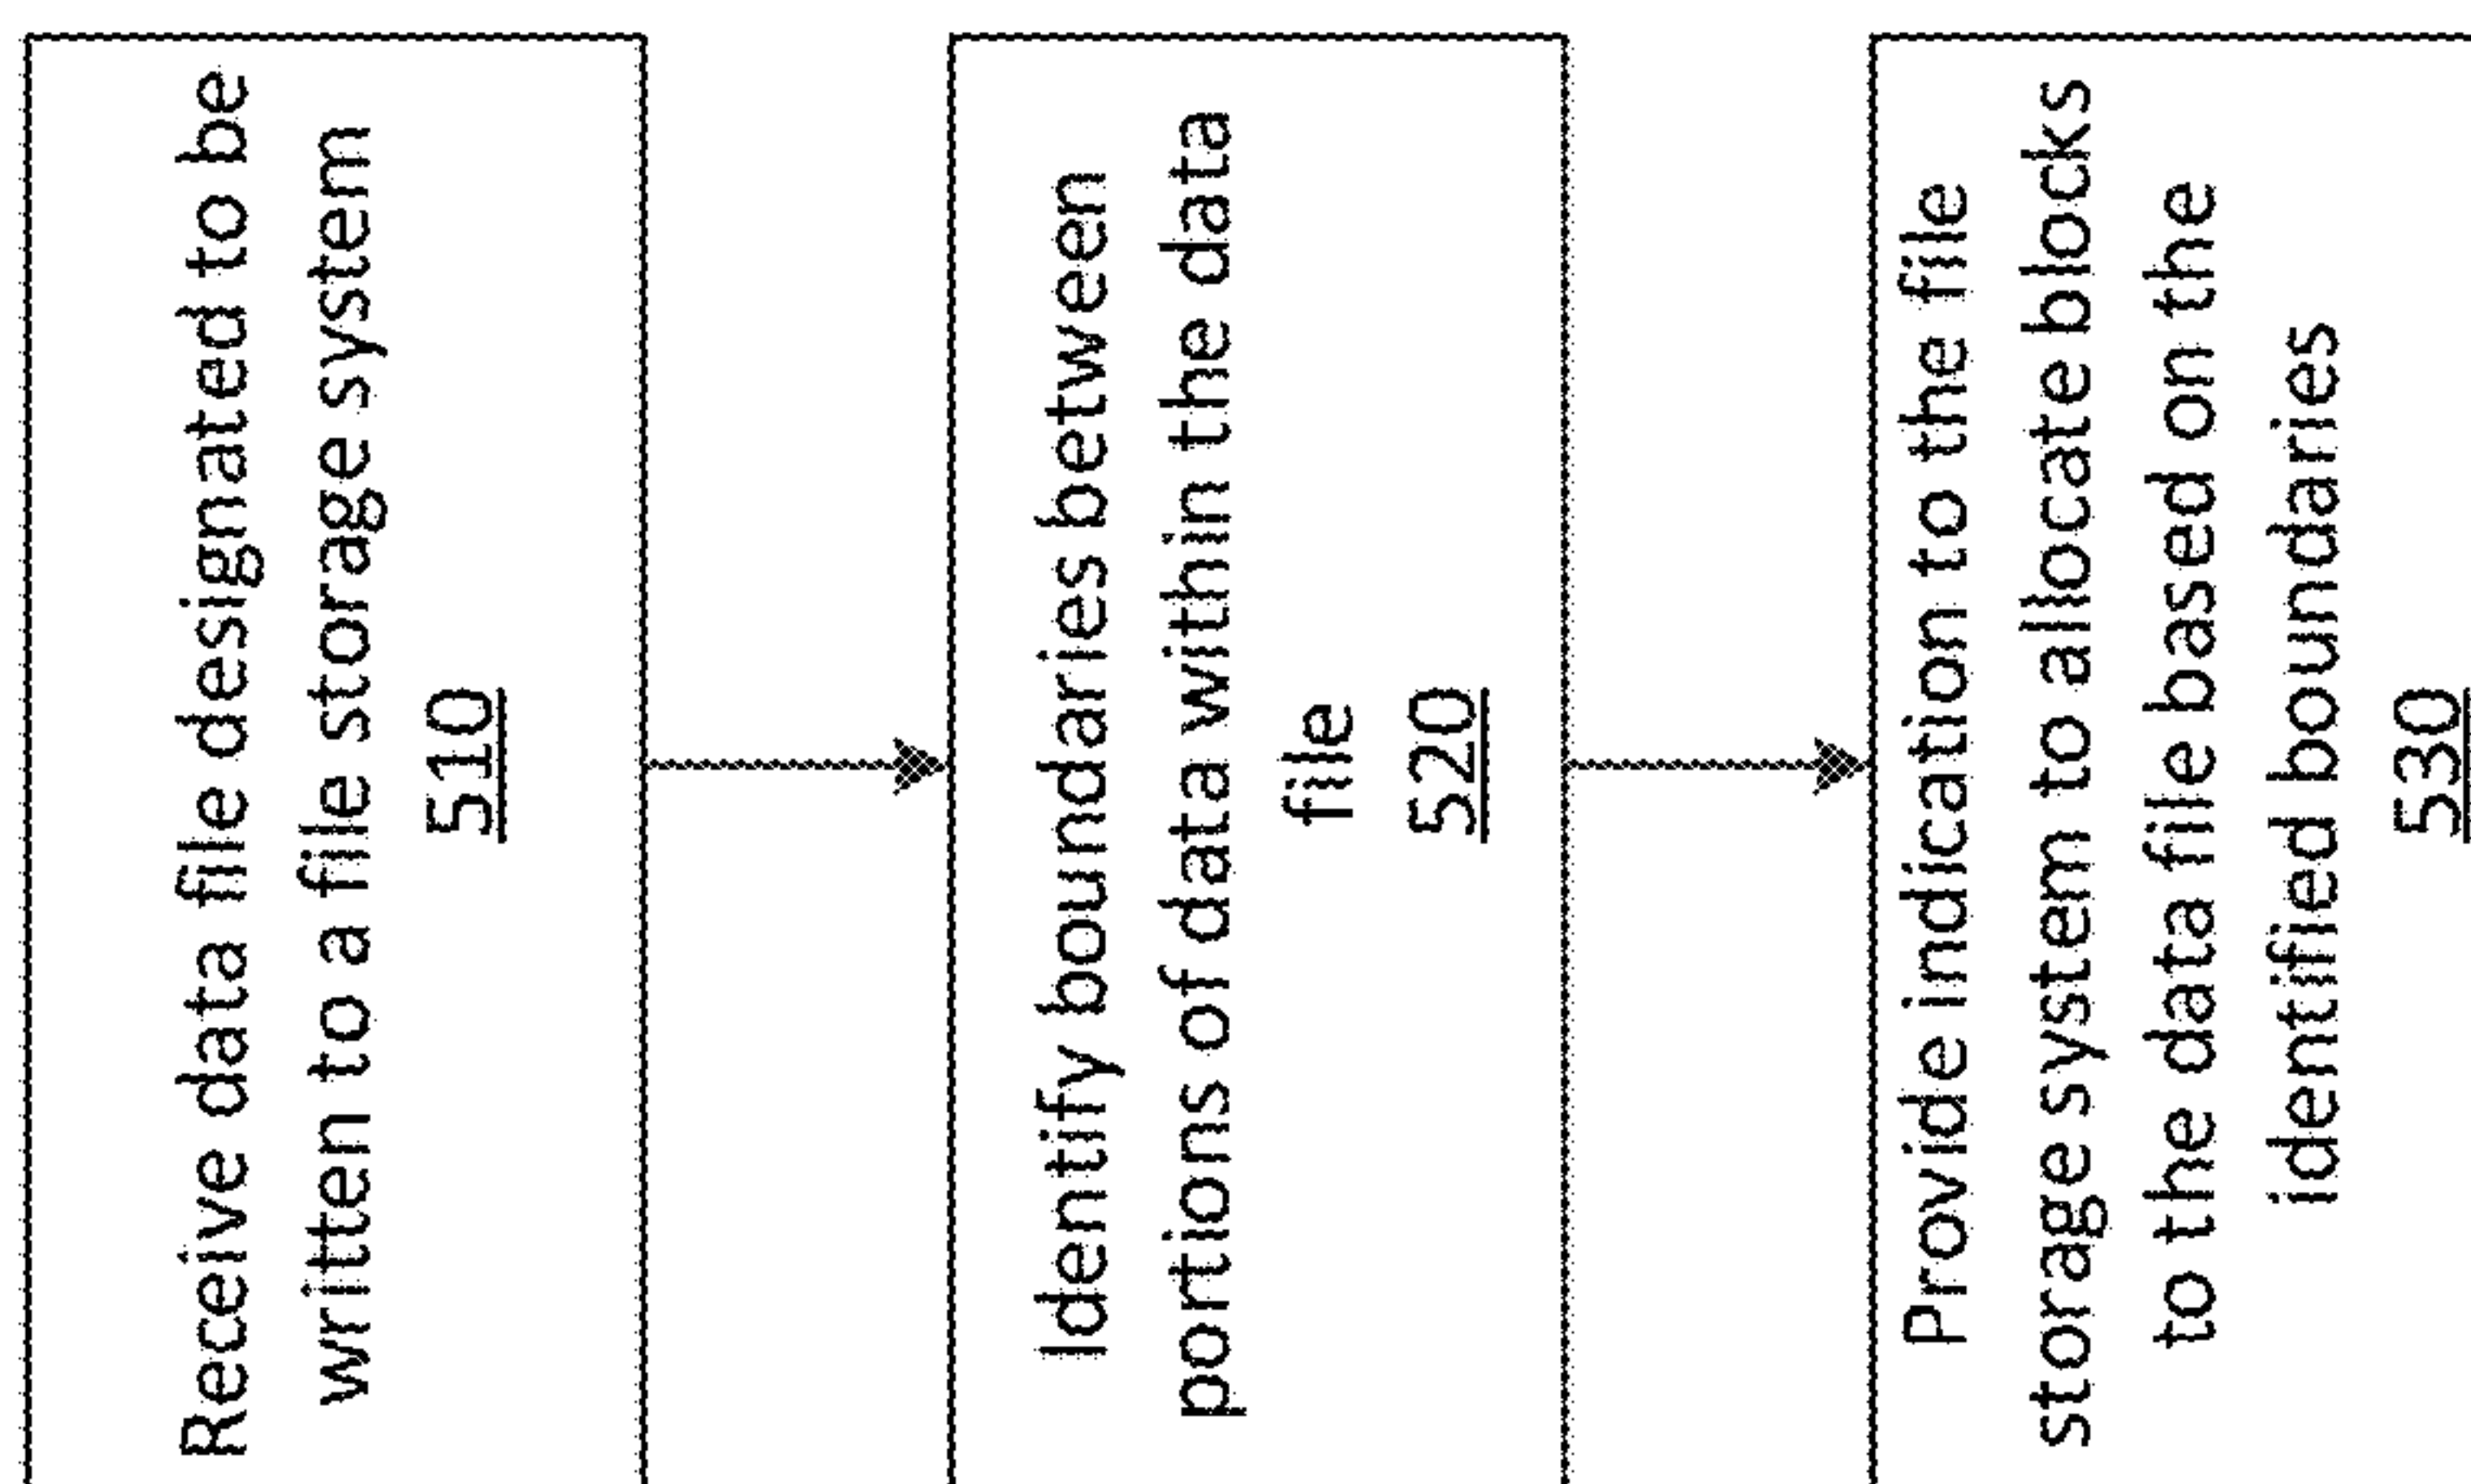 Receive data file designated to be
written to a file storage system
510
Identify boundaries between
portions of data within the data
file
520
Provide indication to the file
storage system to allocate blocks
to the data file based on the
identified boundaries
530